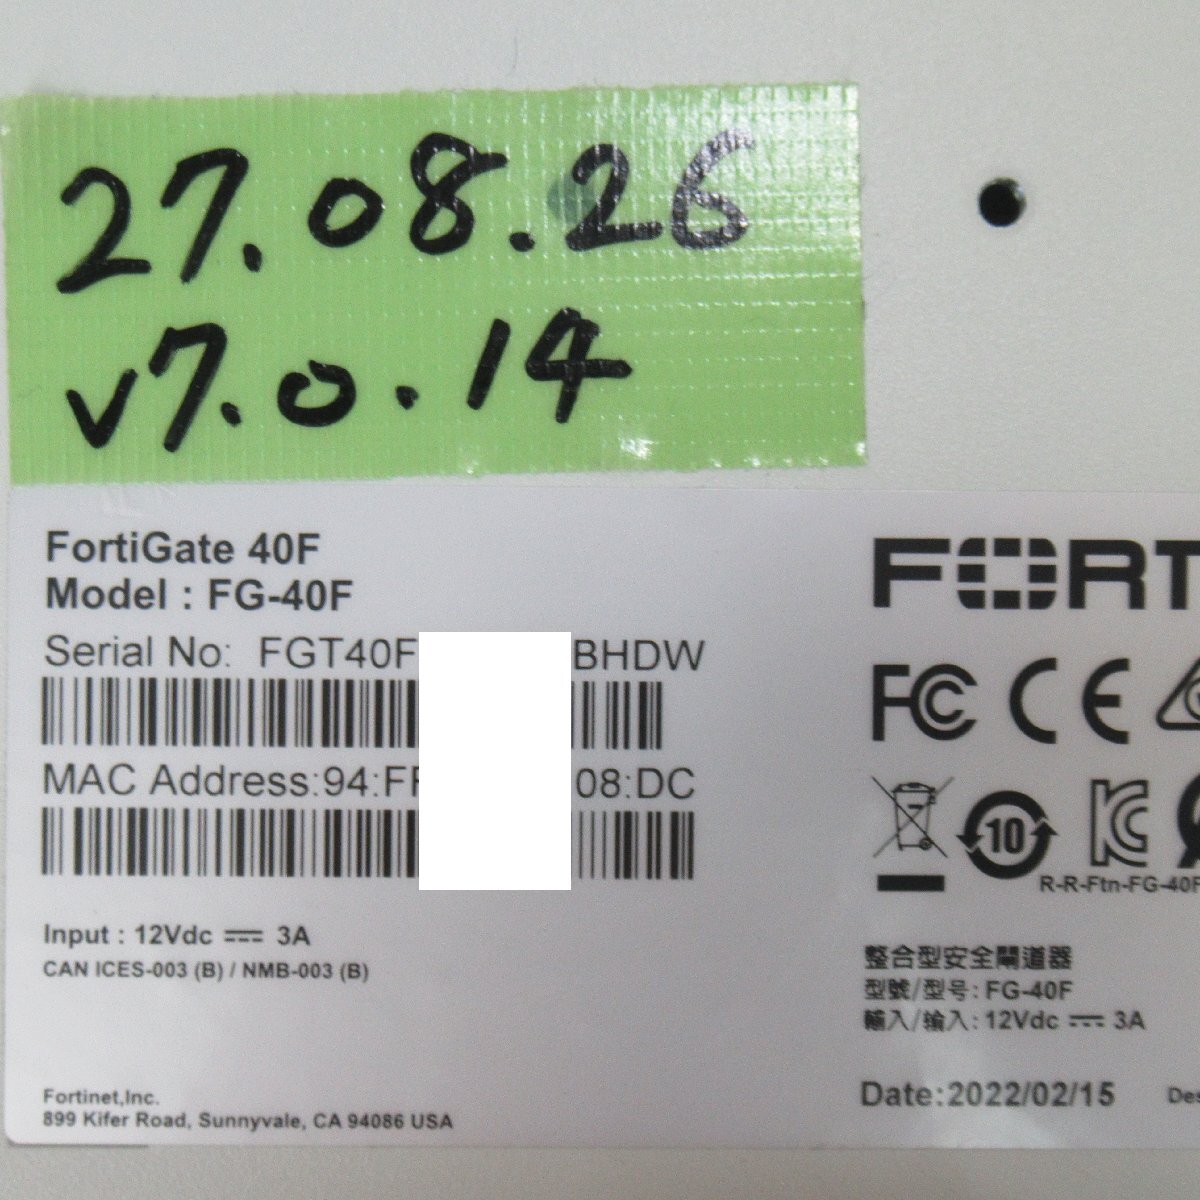 27.08.26
v7.0.14
FortiGate 40F
Model : FG-40F
Serial No: FGT40F BHDW
MAC Address:94:FF 08:DC
Input : 12Vdc ⎓ 3A
CAN ICES-003 (B) / NMB-003 (B)
Fortinet,Inc.
899 Kifer Road, Sunnyvale, CA 94086 USA
FORT
FC CE
10
R-R-Ftn-FG-40F
整合型安全閘道器
型號/型号: FG-40F
輸入/输入: 12Vdc ⎓ 3A
Date:2022/02/15
Des